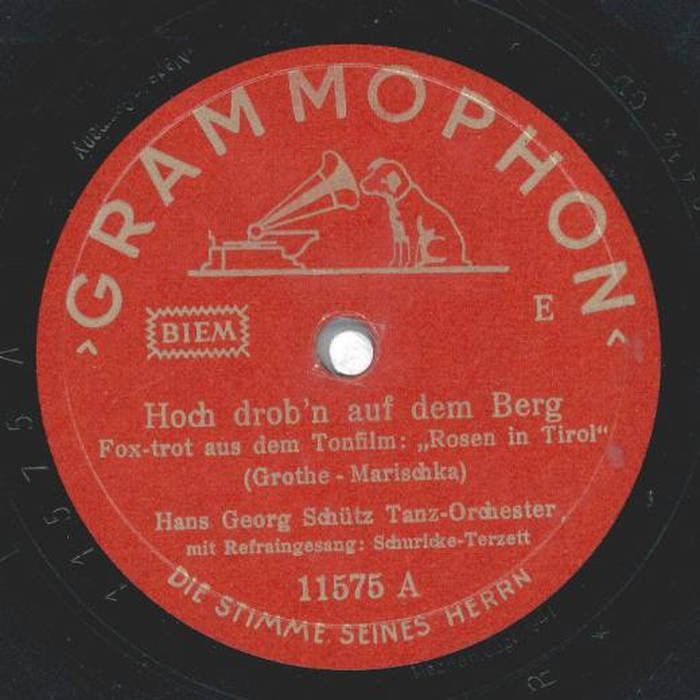 GRAMMOPHON
BIEM
E
Hoch drob'n auf dem Berg
Fox-trot aus dem Tonfilm: „Rosen in Tirol“
(Grothe - Marischka)
Hans Georg Schütz Tanz-Orchester,
mit Refraingesang: Schuricke-Terzett
11575 A
DIE STIMME SEINES HERRN
11575 A